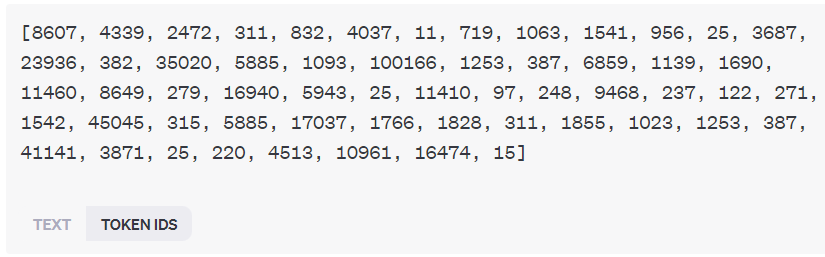 [8607, 4339, 2472, 311, 832, 4037, 11, 719, 1063, 1541, 956, 25, 3687,
23936, 382, 35020, 5885, 1093, 100166, 1253, 387, 6859, 1139, 1690,
11460, 8649, 279, 16940, 5943, 25, 11410, 97, 248, 9468, 237, 122, 271,
1542, 45045, 315, 5885, 17037, 1766, 1828, 311, 1855, 1023, 1253, 387,
41141, 3871, 25, 220, 4513, 10961, 16474, 15]
TEXT TOKEN IDS